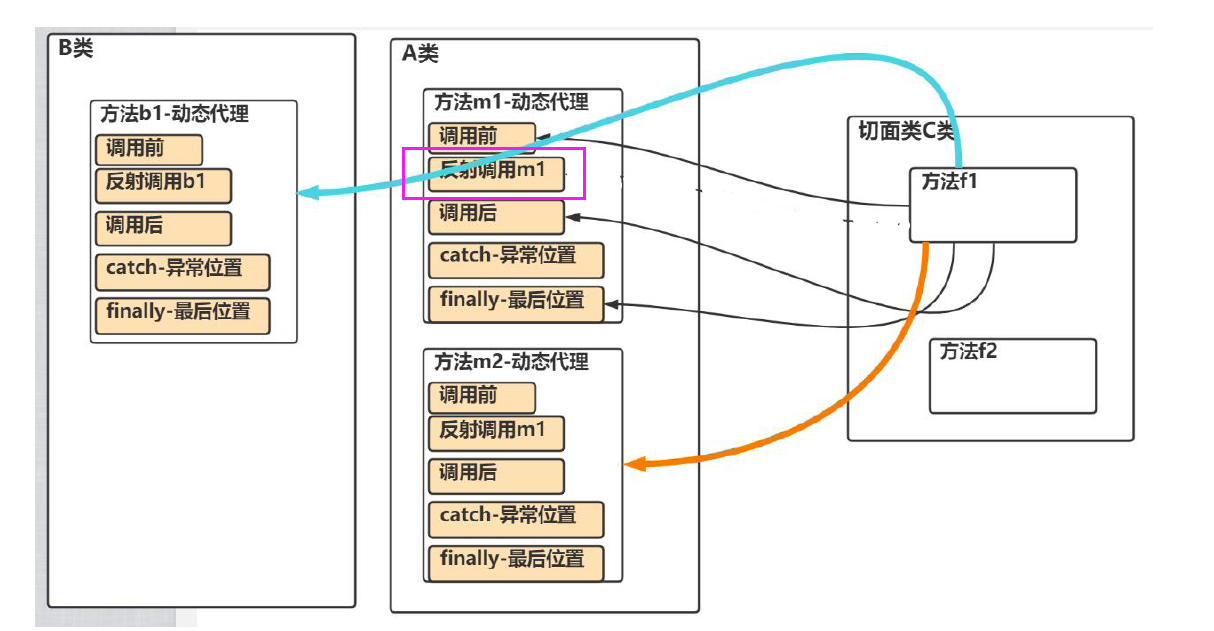 B类
方法b1-动态代理
调用前
反射调用b1
调用后
catch-异常位置
finally-最后位置
A类
方法m1-动态代理
调用前
反射调用m1
调用后
catch-异常位置
finally-最后位置
方法m2-动态代理
调用前
反射调用m1
调用后
catch-异常位置
finally-最后位置
切面类C类
方法f1
方法f2